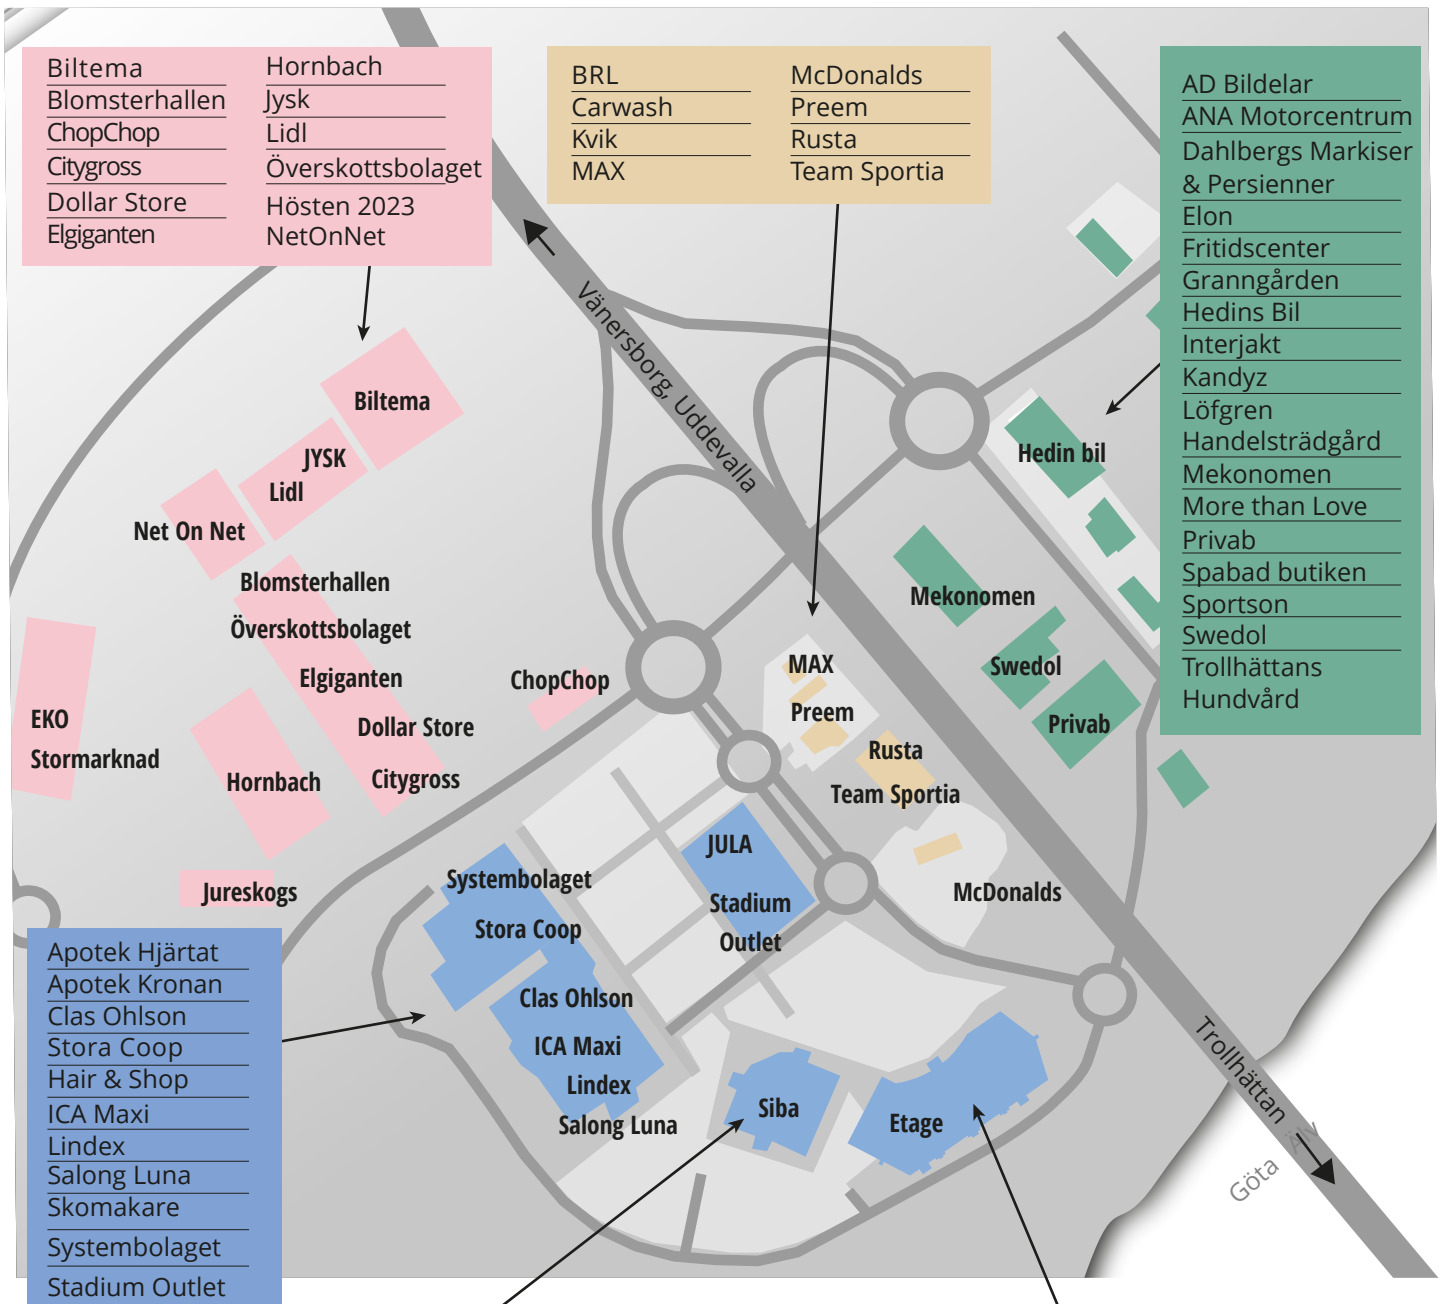 Biltema
Blomsterhallen
ChopChop
Citygross
Dollar Store
Elgiganten
Hornbach
Jysk
Lidl
Överskottsbolaget
Hösten 2023
NetOnNet
BRL
Carwash
Kvik
MAX
McDonalds
Preem
Rusta
Team Sportia
AD Bildelar
ANA Motorcentrum
Dahlbergs Markiser
& Persienner
Elon
Fritidscenter
Granngården
Hedins Bil
Interjakt
Kandyz
Löfgren
Handelsträdgård
Mekonomen
More than Love
Privab
Spabad butiken
Sportson
Swedol
Trollhättans
Hundvård
Vänersborg, Uddevalla
Biltema
JYSK
Lidl
Net On Net
Blomsterhallen
Överskottsbolaget
Elgiganten
Dollar Store
Citygross
ChopChop
EKO
Stormarknad
Hornbach
Jureskogs
Hedin bil
Mekonomen
Swedol
Privab
MAX
Preem
Rusta
Team Sportia
McDonalds
JULA
Stadium
Outlet
Systembolaget
Stora Coop
Clas Ohlson
ICA Maxi
Lindex
Salong Luna
Siba
Etage
Trollhättan
Göta Älv
Apotek Hjärtat
Apotek Kronan
Clas Ohlson
Stora Coop
Hair & Shop
ICA Maxi
Lindex
Salong Luna
Skomakare
Systembolaget
Stadium Outlet